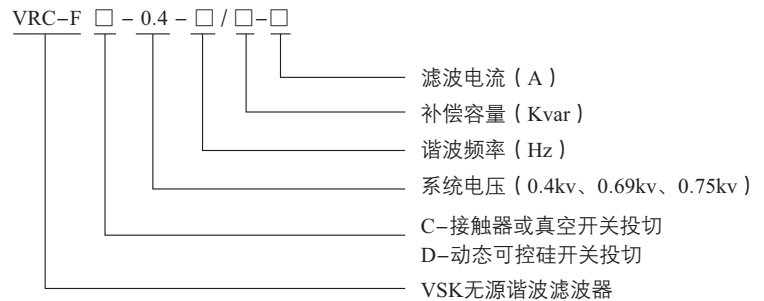 VRC–F □ – 0.4 – □ / □–□
滤波电流（A）
补偿容量（Kvar）
谐波频率（Hz）
系统电压（0.4kv、0.69kv、0.75kv）
C–接触器或真空开关投切
D–动态可控硅开关投切
VSK无源谐波滤波器